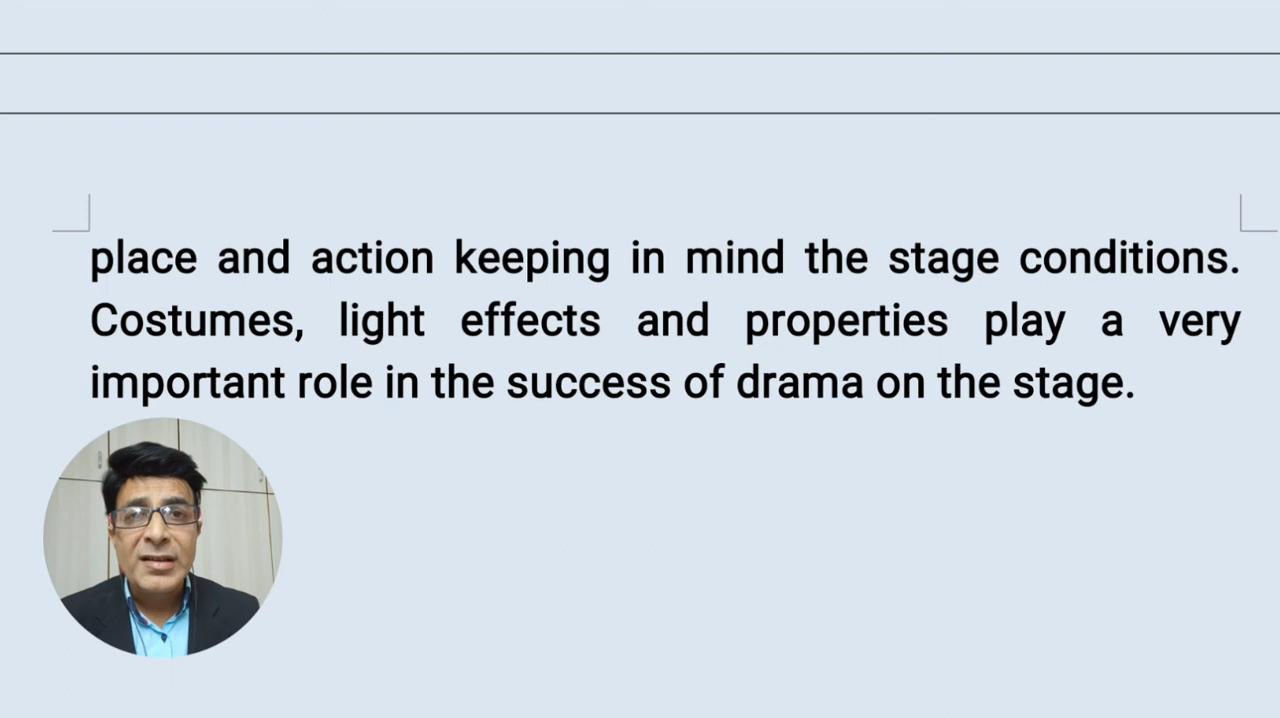 place and action keeping in mind the stage conditions.
Costumes, light effects and properties play a very
important role in the success of drama on the stage.